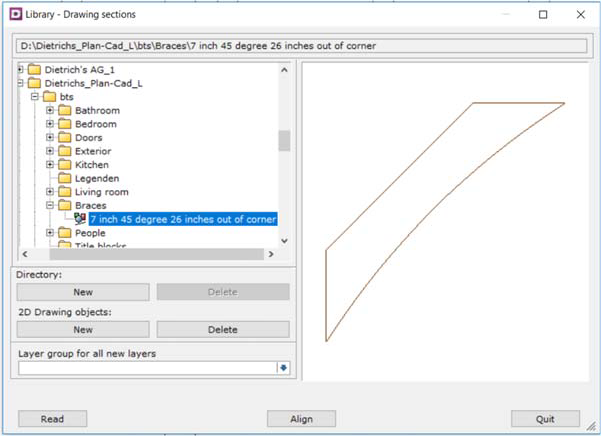 Library - Drawing sections
D:\Dietrichs_Plan-Cad_L\bts\Braces\7 inch 45 degree 26 inches out of corner
Dietrich's AG_1
Dietrichs_Plan-Cad_L
bts
Bathroom
Bedroom
Doors
Exterior
Kitchen
Legenden
Living room
Braces
7 inch 45 degree 26 inches out of corner
People
Title blocks
Directory:
New Delete
2D Drawing objects:
New Delete
Layer group for all new layers
Read Align Quit